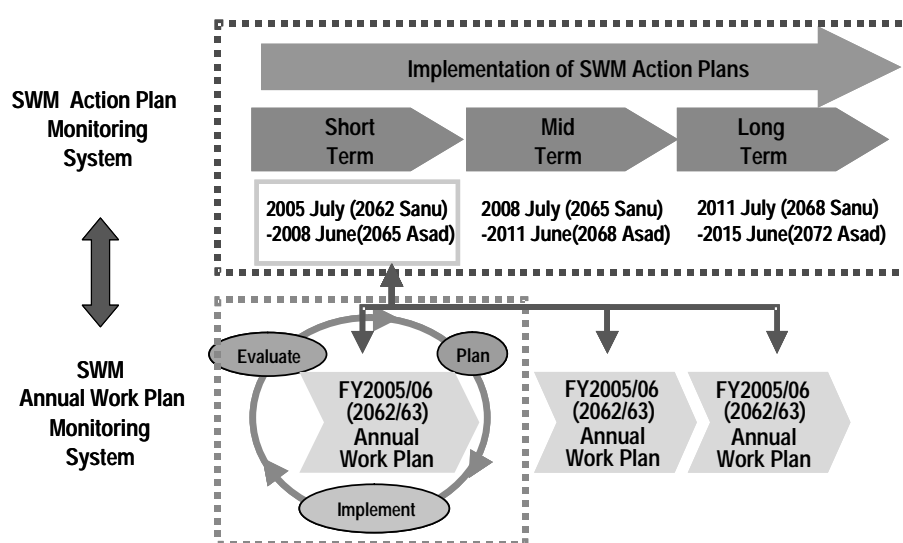 SWM Action Plan
Monitoring
System
Implementation of SWM Action Plans
Short
Term
Mid
Term
Long
Term
2005 July (2062 Sanu)
-2008 June(2065 Asad)
2008 July (2065 Sanu)
-2011 June(2068 Asad)
2011 July (2068 Sanu)
-2015 June(2072 Asad)
SWM
Annual Work Plan
Monitoring
System
Evaluate
Plan
Implement
FY2005/06
(2062/63)
Annual
Work Plan
FY2005/06
(2062/63)
Annual
Work Plan
FY2005/06
(2062/63)
Annual
Work Plan